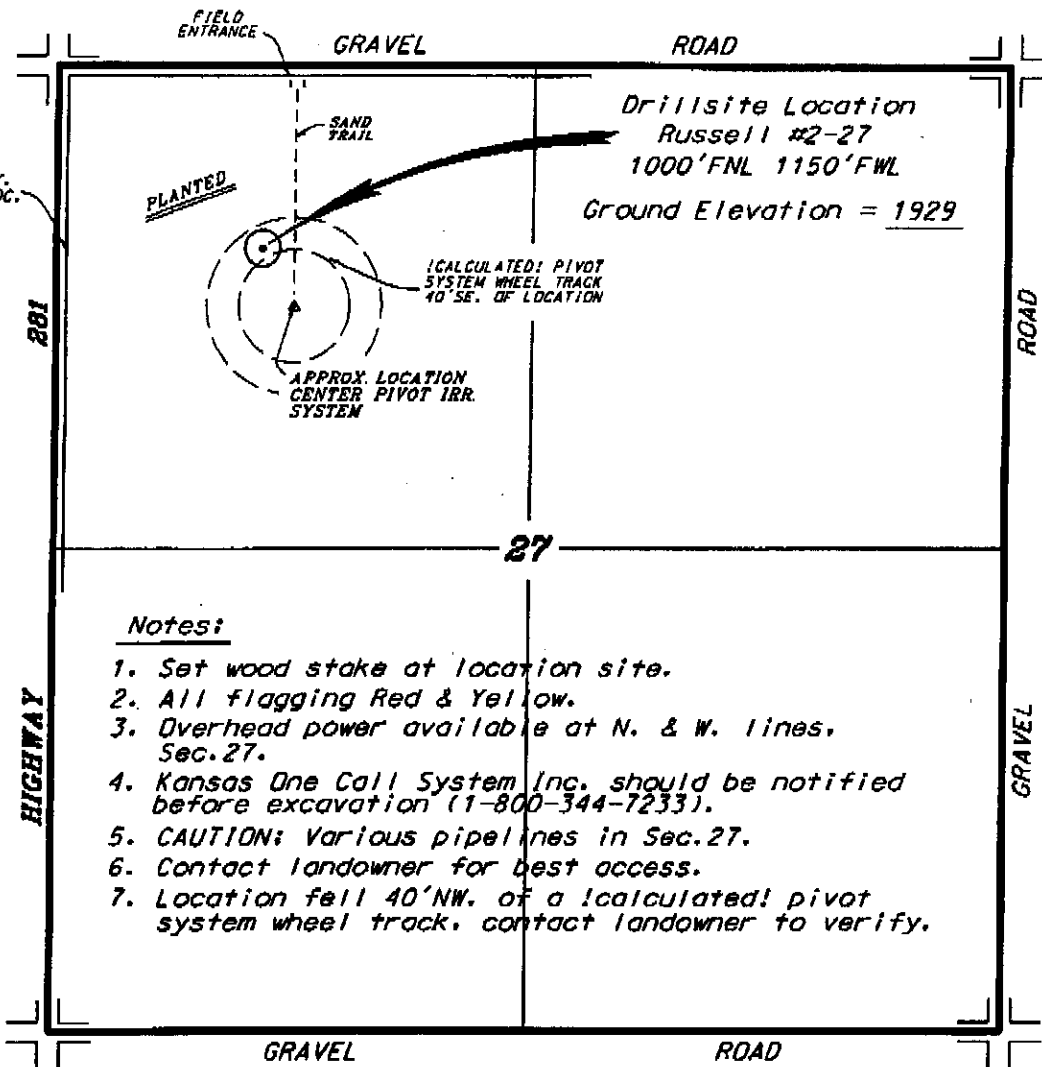 FIELD
ENTRANCE
GRAVEL ROAD
SAND
TRAIL
Drillsite Location
Russell #2-27
1000'FNL 1150'FWL
Ground Elevation = 1929
PLANTED
!CALCULATED! PIVOT
SYSTEM WHEEL TRACK
40'SE. OF LOCATION
281
ROAD
APPROX. LOCATION
CENTER PIVOT IRR.
SYSTEM
27
Notes:
1. Set wood stake at location site.
2. All flagging Red & Yellow.
3. Overhead power available at N. & W. lines,
Sec.27.
4. Kansas One Call System Inc. should be notified
before excavation (1-800-344-7233).
5. CAUTION: Various pipelines in Sec.27.
6. Contact landowner for best access.
7. Location fell 40'NW. of a !calculated! pivot
system wheel track, contact landowner to verify.
HIGHWAY
GRAVEL
GRAVEL ROAD